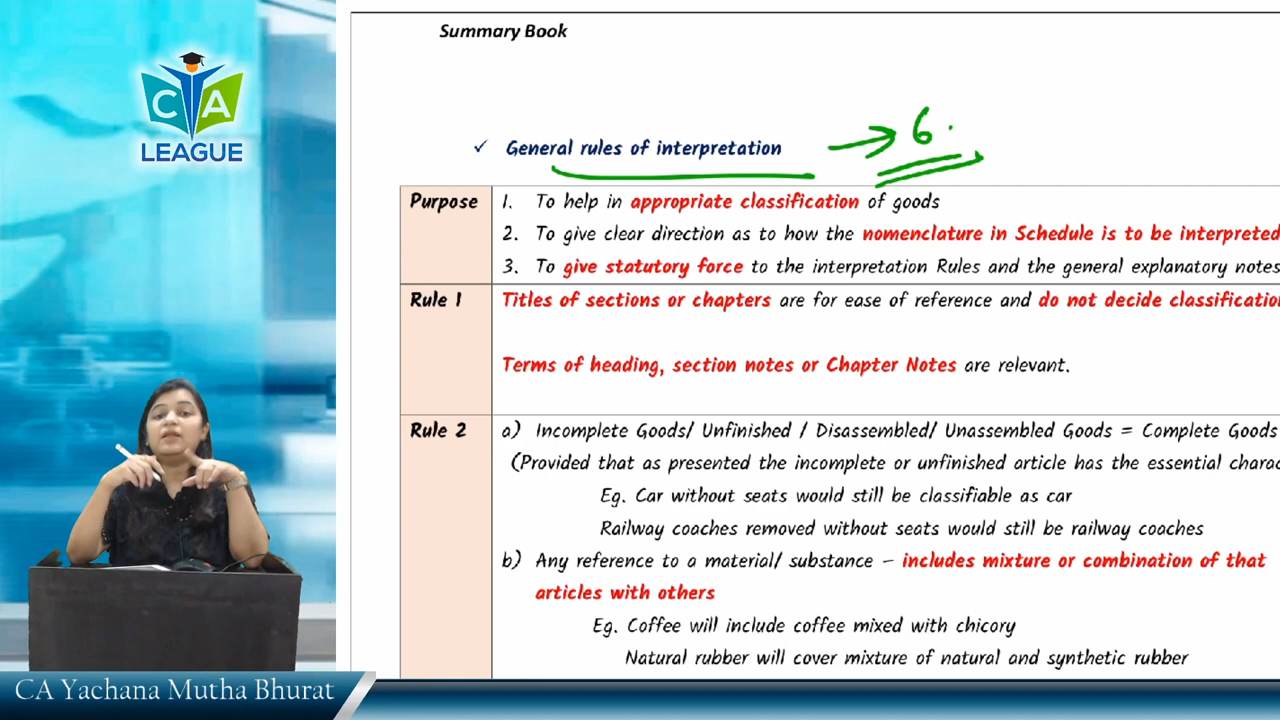 Summary Book
CA
LEAGUE
✓ General rules of interpretation → 6.
Purpose
1. To help in appropriate classification of goods
2. To give clear direction as to how the nomenclature in Schedule is to be interpreted
3. To give statutory force to the interpretation Rules and the general explanatory notes
Rule 1
Titles of sections or chapters are for ease of reference and do not decide classification
Terms of heading, section notes or Chapter Notes are relevant.
Rule 2
a) Incomplete Goods/ Unfinished / Disassembled/ Unassembled Goods = Complete Goods
(Provided that as presented the incomplete or unfinished article has the essential charac
Eg. Car without seats would still be classifiable as car
Railway coaches removed without seats would still be railway coaches
b) Any reference to a material/ substance – includes mixture or combination of that
articles with others
Eg. Coffee will include coffee mixed with chicory
Natural rubber will cover mixture of natural and synthetic rubber
CA Yachana Mutha Bhurat